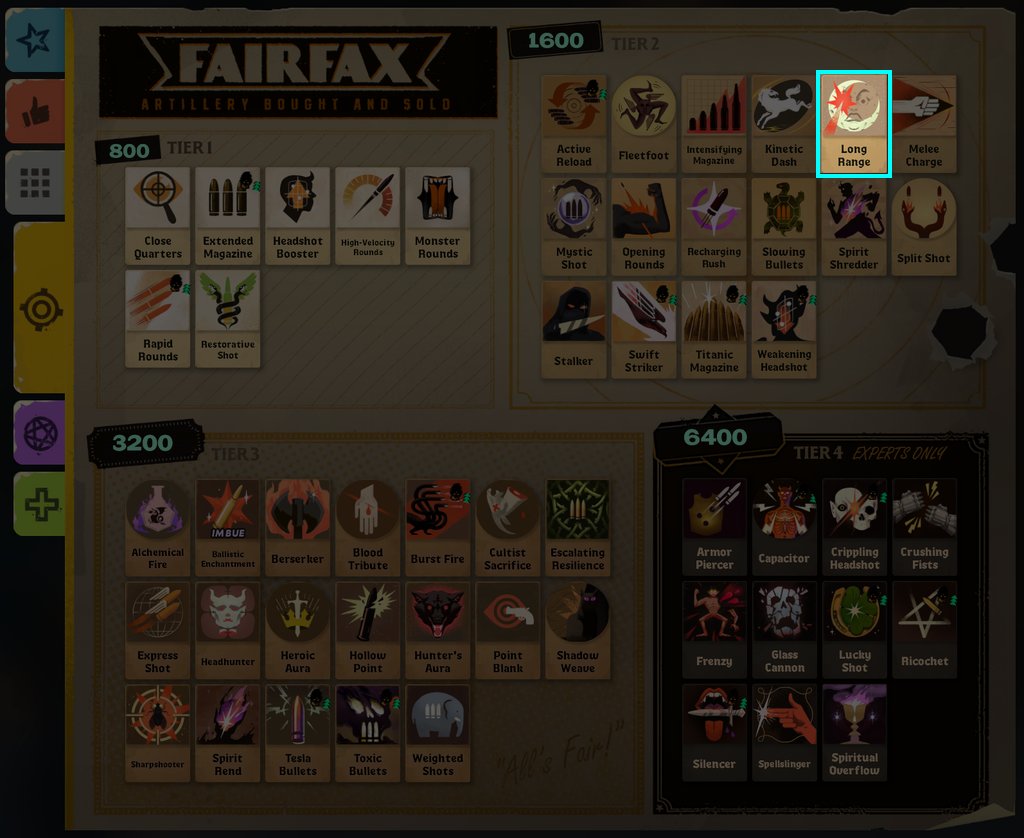 FAIRFAX
ARTILLERY BOUGHT AND SOLD
800
TIER 1
Close
Quarters
Extended
Magazine
Headshot
Booster
High-Velocity
Rounds
Monster
Rounds
Rapid
Rounds
Restorative
Shot
1600
TIER 2
Active
Reload
Fleetfoot
Intensifying
Magazine
Kinetic
Dash
Long
Range
Melee
Charge
Mystic
Shot
Opening
Rounds
Recharging
Rush
Slowing
Bullets
Spirit
Shredder
Split Shot
Stalker
Swift
Striker
Titanic
Magazine
Weakening
Headshot
3200
TIER 3
Alchemical
Fire
IMBUE
Ballistic
Enchantment
Berserker
Blood
Tribute
Burst Fire
Cultist
Sacrifice
Escalating
Resilience
Express
Shot
Headhunter
Heroic
Aura
Hollow
Point
Hunter's
Aura
Point
Blank
Shadow
Weave
Sharpshooter
Spirit
Rend
Tesla
Bullets
Toxic
Bullets
Weighted
Shots
"All's Fair!"
6400
TIER 4 EXPERTS ONLY
Armor
Piercer
Capacitor
Crippling
Headshot
Crushing
Fists
Frenzy
Glass
Cannon
Lucky
Shot
Ricochet
Silencer
Spellslinger
Spiritual
Overflow